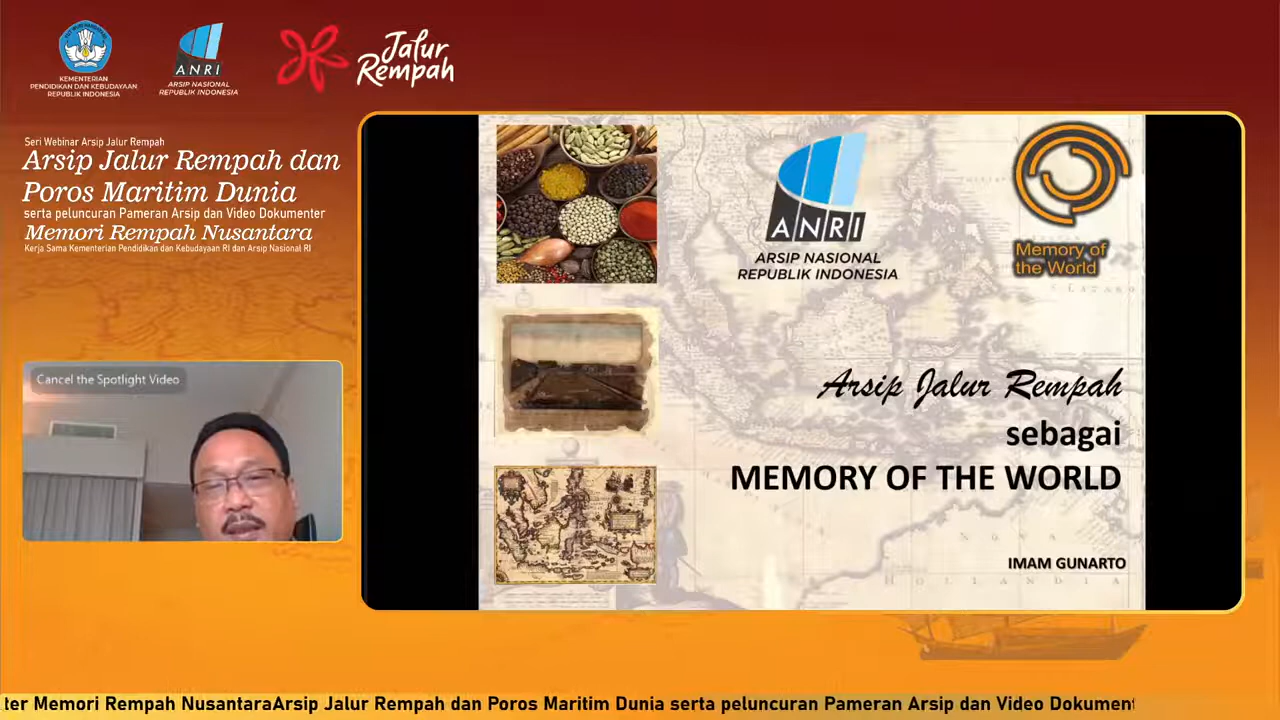 KEMENTERIAN
PENDIDIKAN DAN KEBUDAYAAN
REPUBLIK INDONESIA
ANRI
ARSIP NASIONAL
REPUBLIK INDONESIA
Jalur
Rempah
Seri Webinar Arsip Jalur Rempah
Arsip Jalur Rempah dan
Poros Maritim Dunia
serta peluncuran Pameran Arsip dan Video Dokumenter
Memori Rempah Nusantara
Kerja Sama Kementerian Pendidikan dan Kebudayaan RI dan Arsip Nasional RI
Cancel the Spotlight Video
ANRI
ARSIP NASIONAL
REPUBLIK INDONESIA
Memory of
the World
Arsip Jalur Rempah
sebagai
MEMORY OF THE WORLD
IMAM GUNARTO
NOVA
HOLLANDIA
ter Memori Rempah NusantaraArsip Jalur Rempah dan Poros Maritim Dunia serta peluncuran Pameran Arsip dan Video Dokument